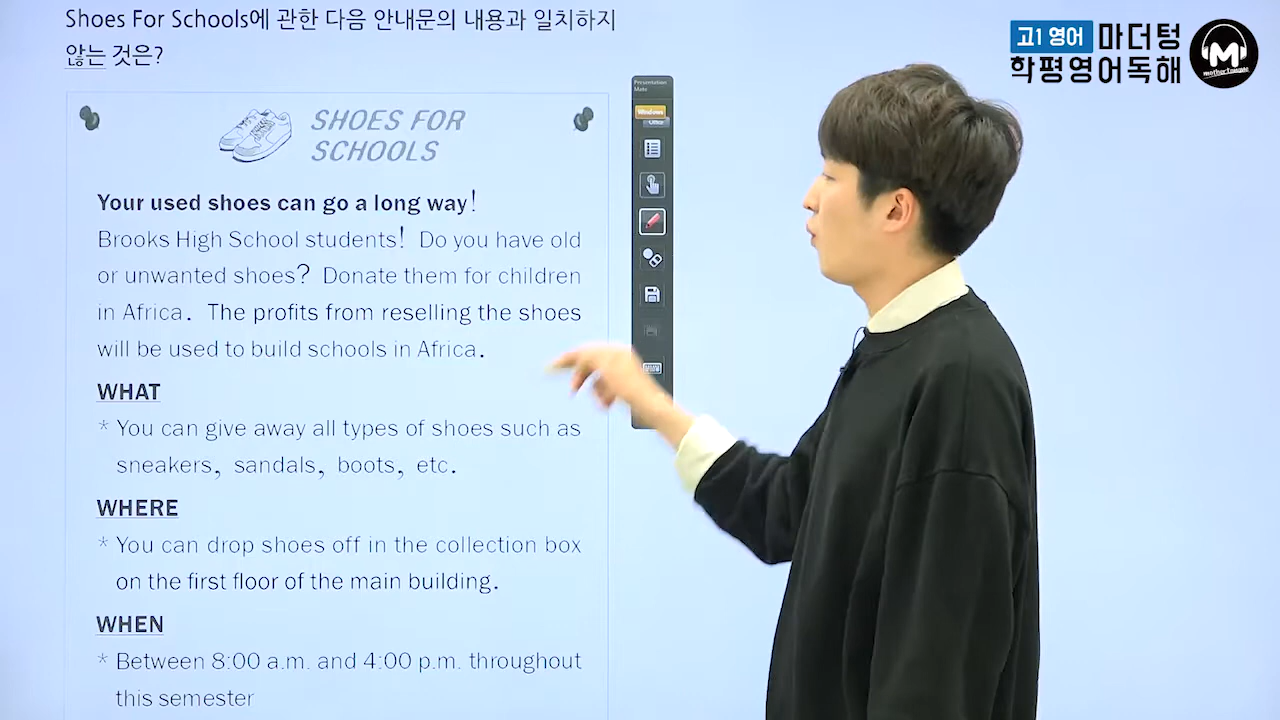 Shoes For Schools에 관한 다음 안내문의 내용과 일치하지
않는 것은?
고1 영어 마더텅
학평영어독해
M
mothertongue
Presentation
Mate
Windows
Office
SHOES FOR
SCHOOLS
Your used shoes can go a long way!
Brooks High School students! Do you have old
or unwanted shoes? Donate them for children
in Africa. The profits from reselling the shoes
will be used to build schools in Africa.
WHAT
* You can give away all types of shoes such as
sneakers, sandals, boots, etc.
WHERE
* You can drop shoes off in the collection box
on the first floor of the main building.
WHEN
* Between 8:00 a.m. and 4:00 p.m. throughout
this semester